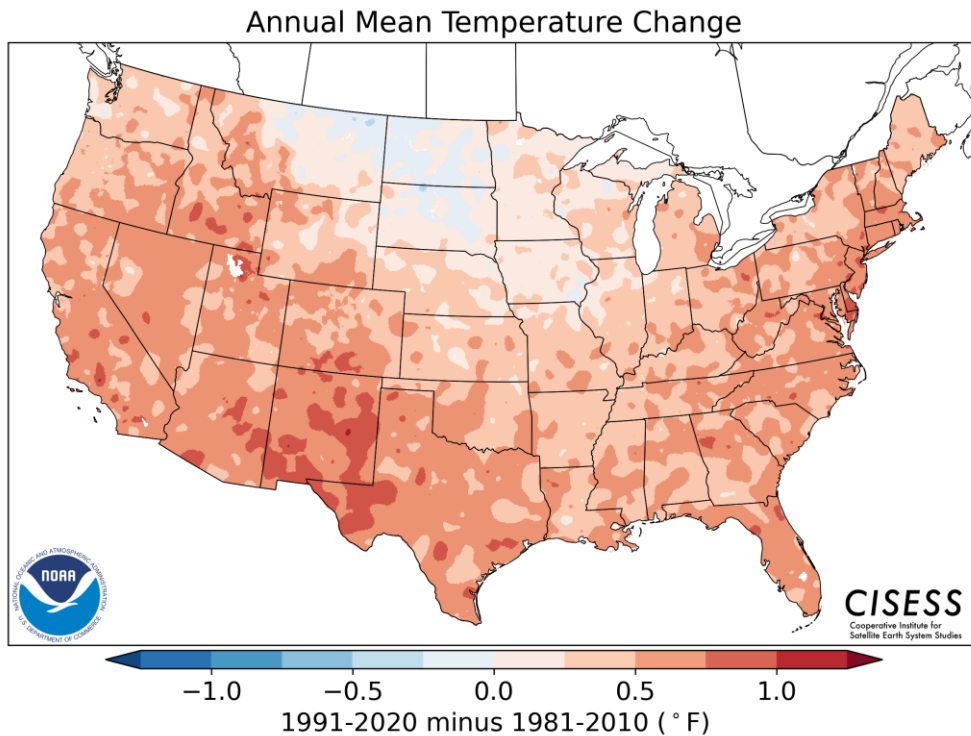 Annual Mean Temperature Change
NATIONAL OCEANIC AND ATMOSPHERIC ADMINISTRATION
NOAA
U.S. DEPARTMENT OF COMMERCE
CISESS
Cooperative Institute for
Satellite Earth System Studies
−1.0 −0.5 0.0 0.5 1.0
1991-2020 minus 1981-2010 (°F)